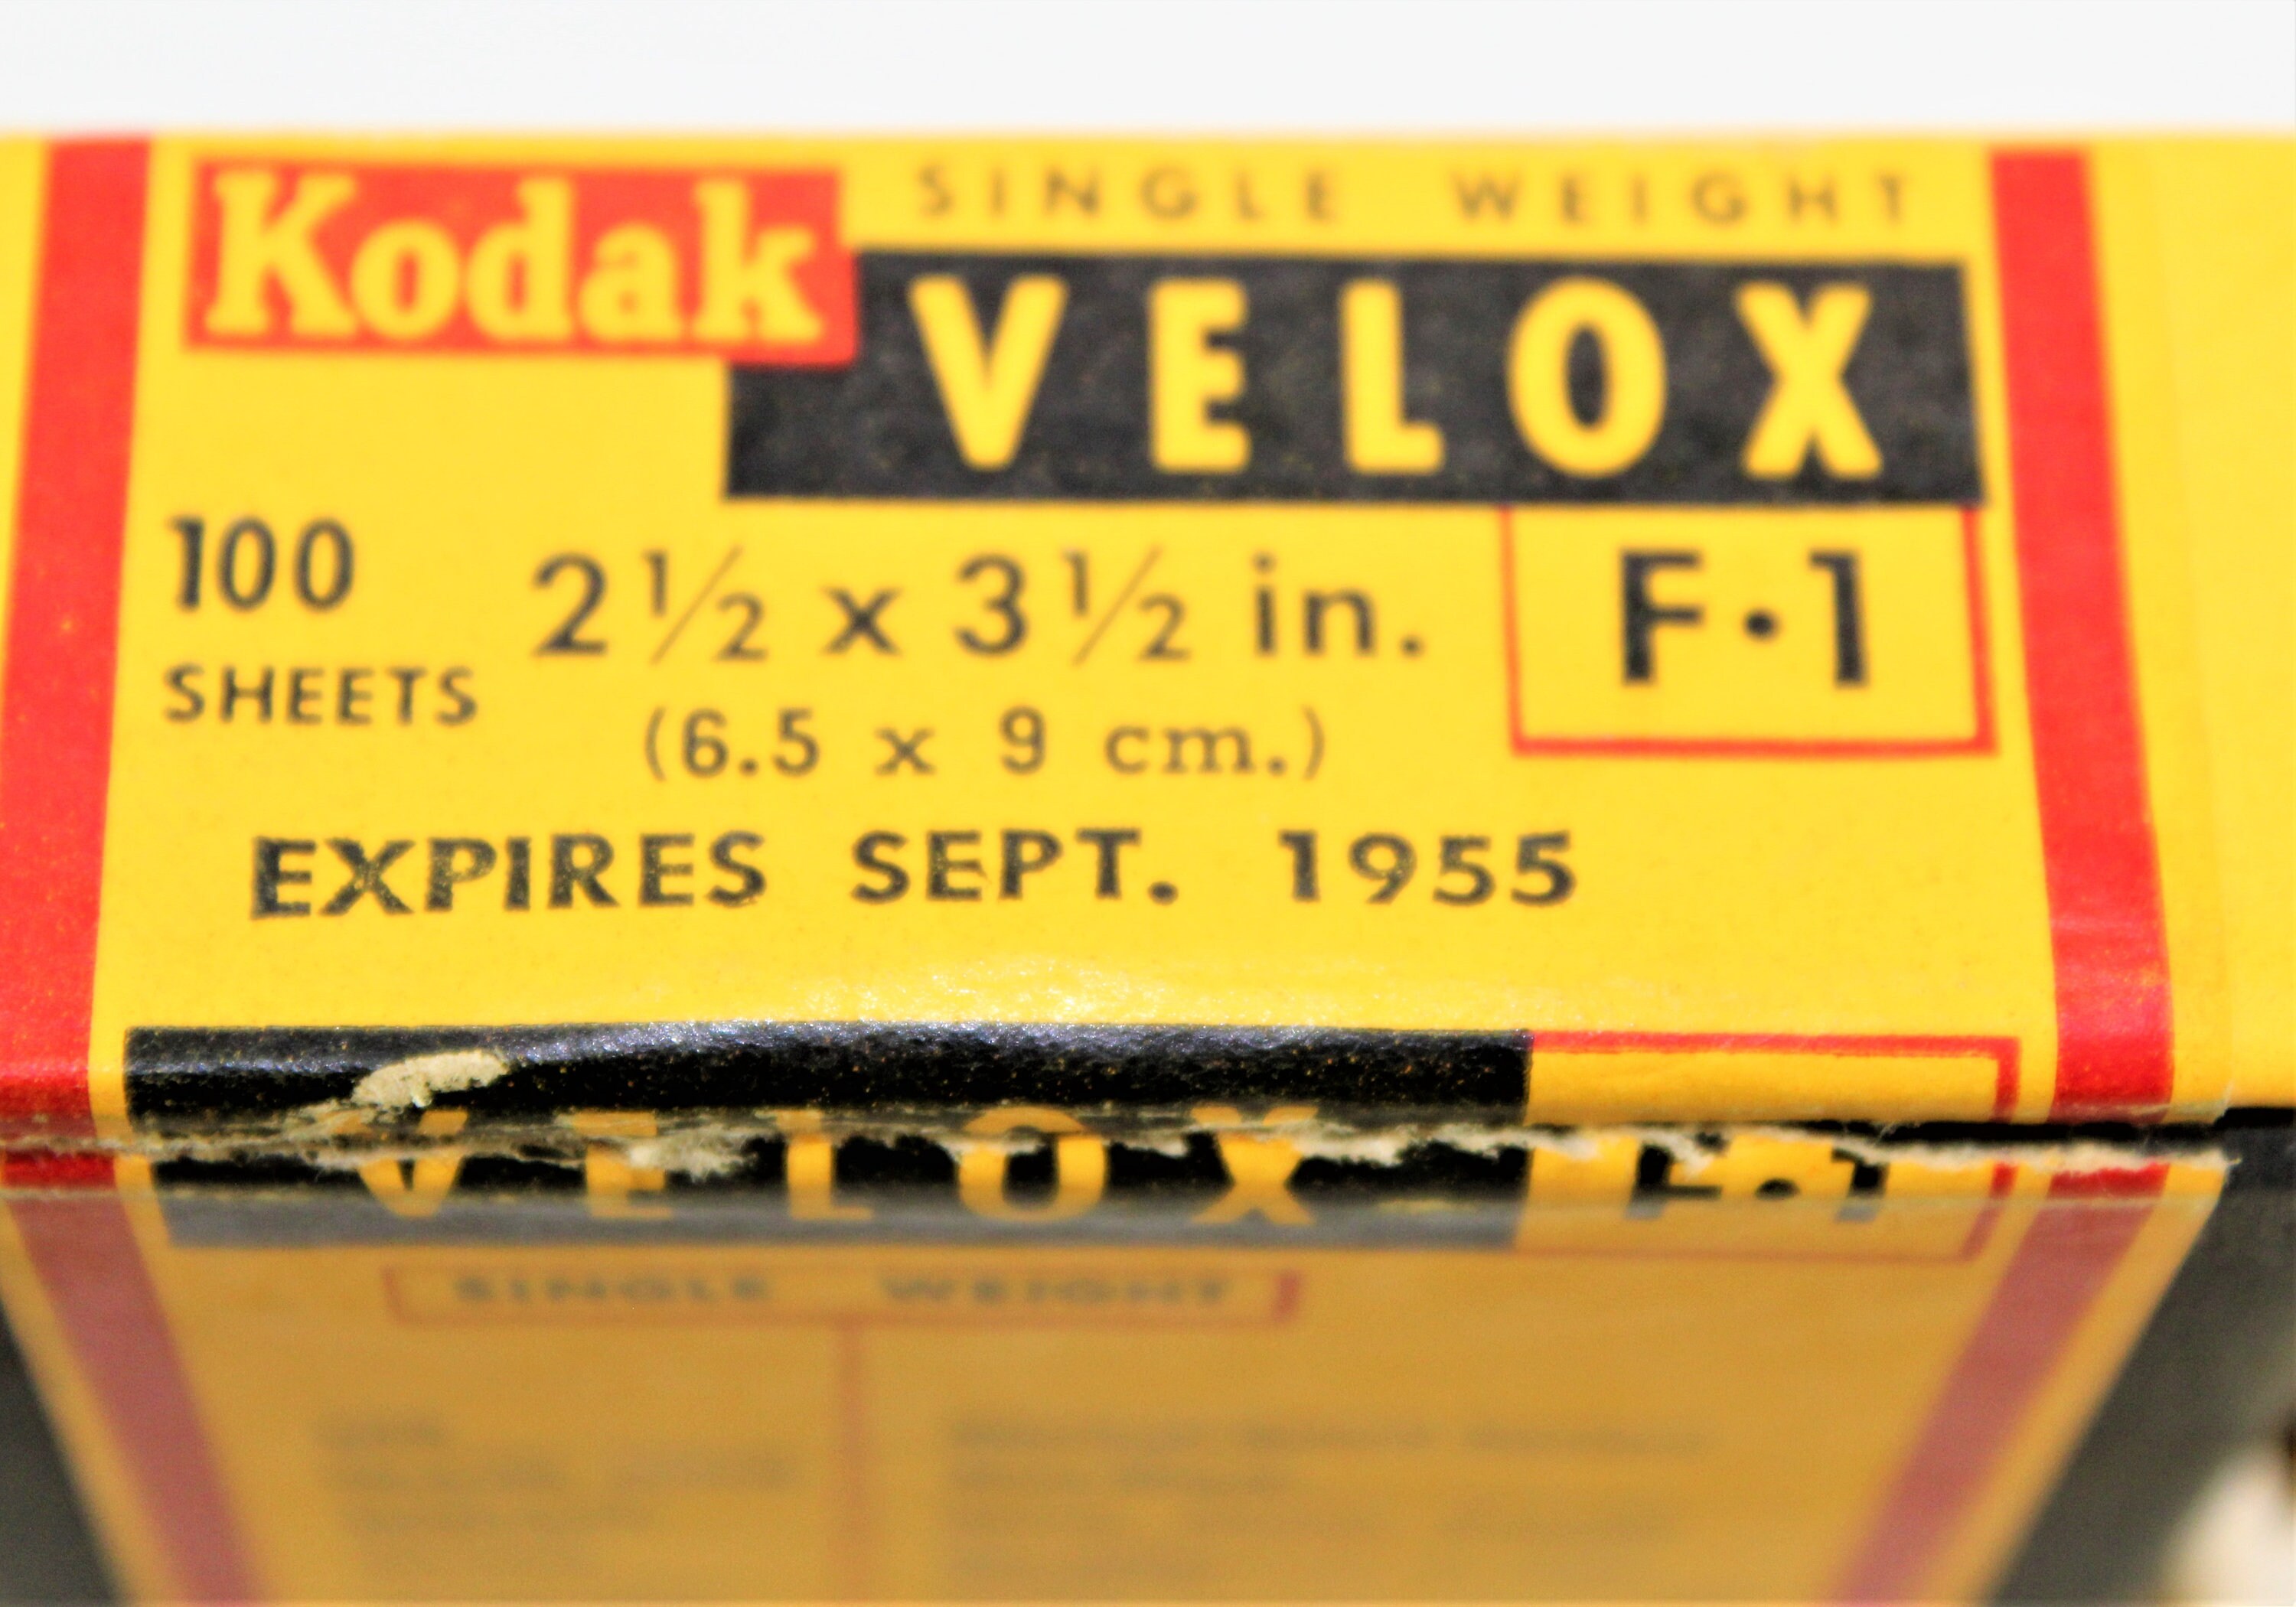 Kodak SINGLE WEIGHT
VELOX
100 SHEETS
2½ x 3½ in.
(6.5 x 9 cm.)
F·1
EXPIRES SEPT. 1955
VELOX F·1
SINGLE WEIGHT